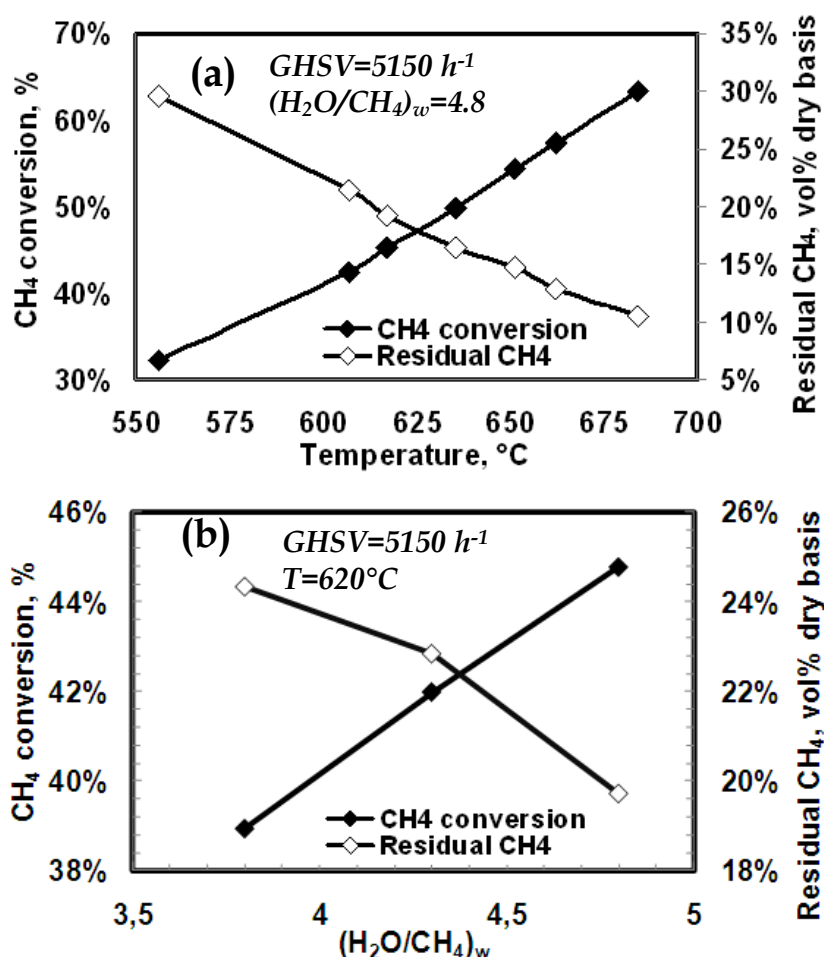 70%
60%
50%
40%
30%
CH₄ conversion, %
(a)
GHSV=5150 h⁻¹
(H₂O/CH₄)w=4.8
CH4 conversion
Residual CH4
35%
30%
25%
20%
15%
10%
5%
Residual CH₄, vol% dry basis
550 575 600 625 650 675 700
Temperature, °C
46%
44%
42%
40%
38%
CH₄ conversion, %
(b)
GHSV=5150 h⁻¹
T=620°C
CH4 conversion
Residual CH4
26%
24%
22%
20%
18%
Residual CH₄, vol% dry basis
3,5 4 4,5 5
(H₂O/CH₄)w